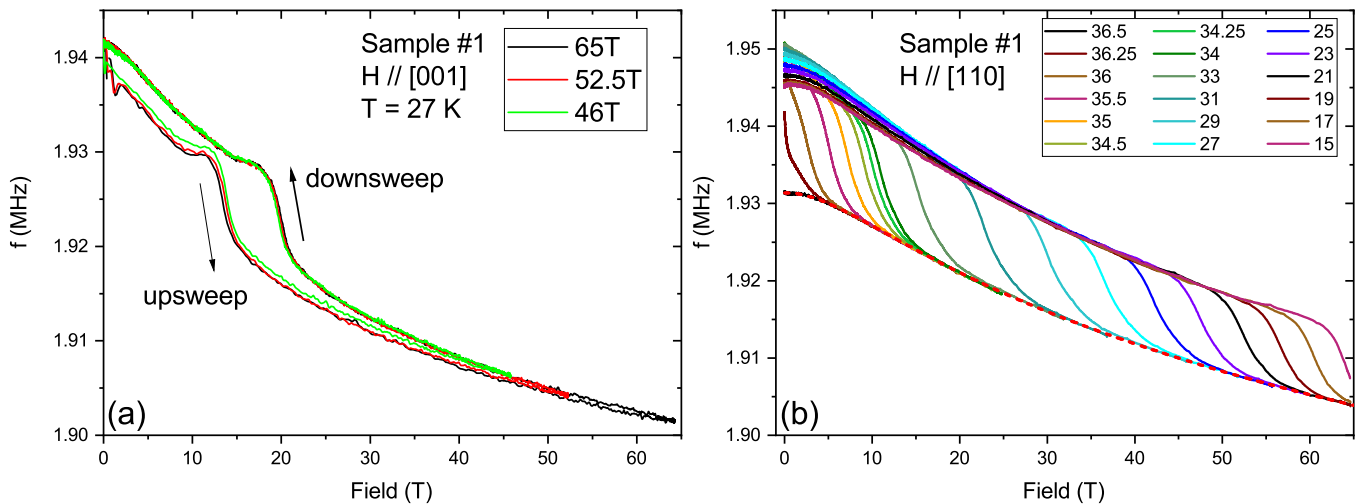 Sample #1
H // [001]
T = 27 K
65T
52.5T
46T
downsweep
upsweep
(a)
1.94
1.93
1.92
1.91
1.90
f (MHz)
0 10 20 30 40 50 60
Field (T)
Sample #1
H // [110]
36.5 34.25 25
36.25 34 23
36 33 21
35.5 31 19
35 29 17
34.5 27 15
(b)
1.95
1.94
1.93
1.92
1.91
1.90
f (MHz)
0 10 20 30 40 50 60
Field (T)